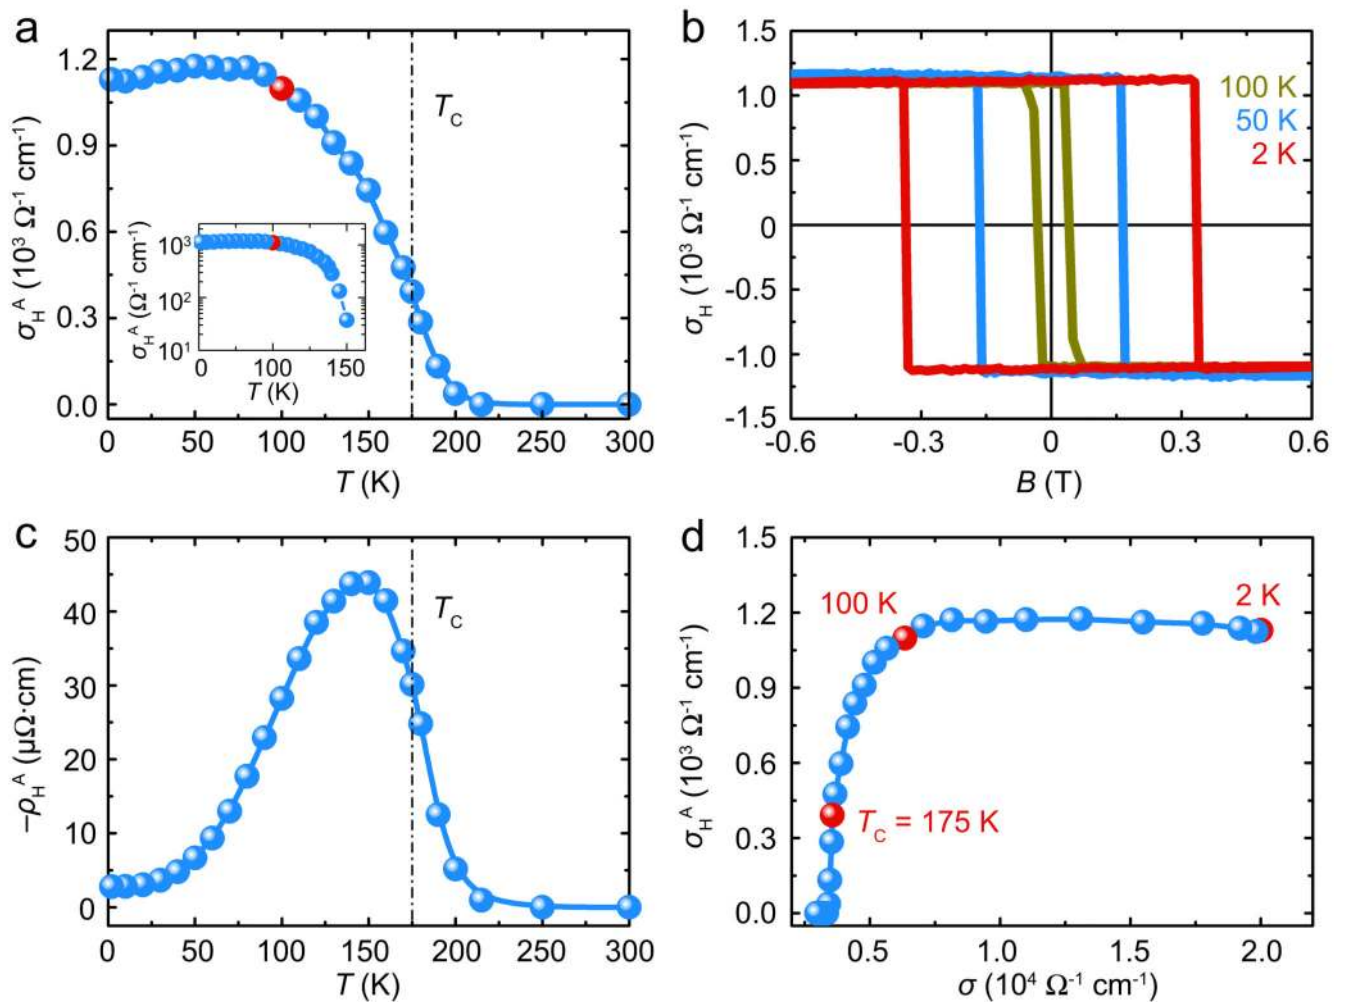 a
1.2
0.9
0.6
0.3
0.0
σ_H^A (10³ Ω⁻¹ cm⁻¹)
T_C
10³
10²
10¹
σ_H^A (Ω⁻¹ cm⁻¹)
0 100 150
T (K)
0 50 100 150 200 250 300
T (K)
b
1.5
1.0
0.5
0
-0.5
-1.0
-1.5
σ_H (10³ Ω⁻¹ cm⁻¹)
100 K
50 K
2 K
-0.6 -0.3 0 0.3 0.6
B (T)
c
50
40
30
20
10
0
−ρ_H^A (μΩ·cm)
T_C
0 50 100 150 200 250 300
T (K)
d
1.5
1.2
0.9
0.6
0.3
0.0
σ_H^A (10³ Ω⁻¹ cm⁻¹)
100 K
2 K
T_C = 175 K
0.5 1.0 1.5 2.0
σ (10⁴ Ω⁻¹ cm⁻¹)